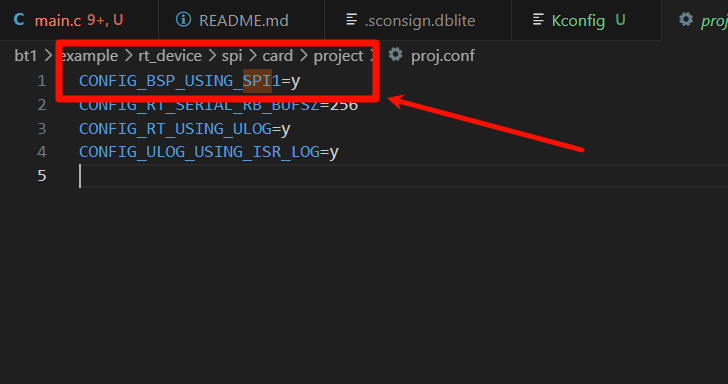 main.c 9+, U README.md .sconsign.dblite Kconfig U proj
bt1 > example > rt_device > spi > card > project > proj.conf
1 CONFIG_BSP_USING_SPI1=y
2 CONFIG_RT_SERIAL_RB_BUFSZ=256
3 CONFIG_RT_USING_ULOG=y
4 CONFIG_ULOG_USING_ISR_LOG=y
5